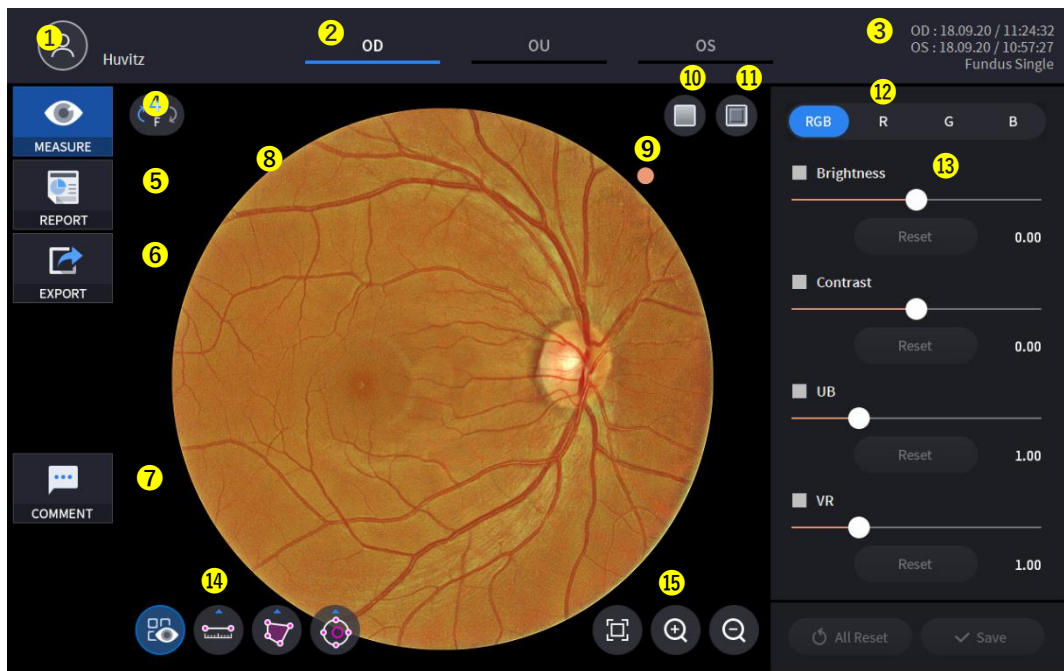 1
2
3
OD : 18.09.20 / 11:24:32
OD
OU
OS
OS : 18.09.20 / 10:57:27
Huvitz
Fundus Single
10
11
4
F
12
MEASURE
RGB
R
G
B
9
8
13
5
Brightness
REPORT
Reset
0.00
6
EXPORT
Contrast
Reset
0.00
UB
7
Reset
1.00
COMMENT
VR
14
15
Reset
1.00
All Reset
Save